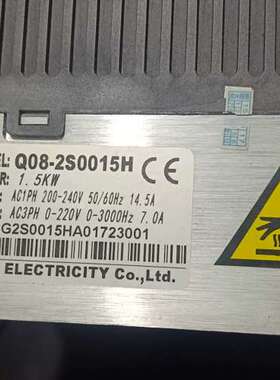 EL: Q08-2S0015H CE
R: 1.5KW
: AC1PH 200-240V 50/60Hz 14.5A
: AC3PH 0-220V 0-3000Hz 7.0A
G2S0015HA01723001
ELECTRICITY Co.,Ltd.